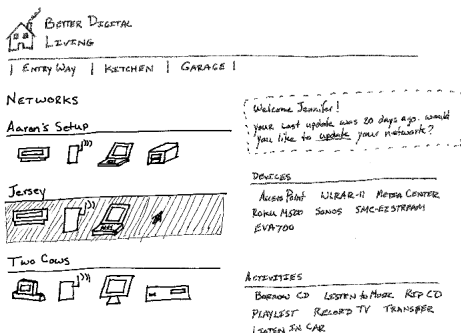 BETTER DIGITAL
LIVING
| ENTRY WAY | KITCHEN | GARAGE |
NETWORKS
Aaron's Setup
Jersey
Two Cows
Welcome Jennifer!
your last update was 20 days ago. would
you like to update your network?
DEVICES
ACCESS POINT WIRAR-11 MEDIA CENTER
ROKU M500 SONOS SMC-EZSTREAM
EVA700
ACTIVITIES
BORROW CD LISTEN to MUSIC RIP CD
PLAYLIST RECORD TV TRANSFER
LISTEN IN CAR